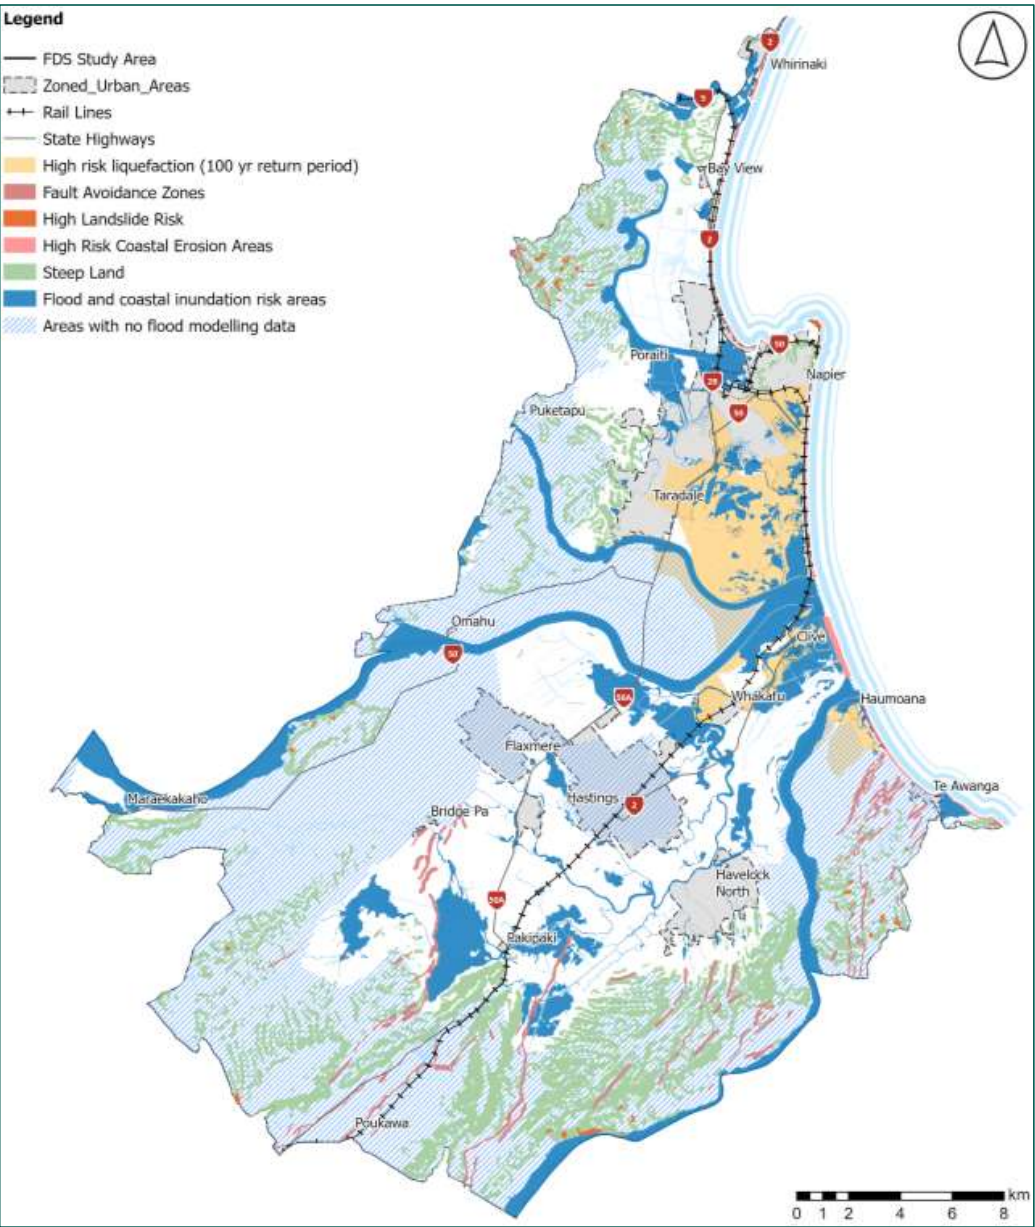 Legend
FDS Study Area
Zoned_Urban_Areas
Rail Lines
State Highways
High risk liquefaction (100 yr return period)
Fault Avoidance Zones
High Landslide Risk
High Risk Coastal Erosion Areas
Steep Land
Flood and coastal inundation risk areas
Areas with no flood modelling data
2
Whirinaki
5
Bay View
2
50
Poraiti
Napier
2B
Puketapu
Taradale
Omahu
50
Clive
50A
Whakatu
Haumoana
Flaxmere
Te Awanga
Maraekakaho
Hastings
2
Bridge Pa
Havelock
North
50A
Pakipaki
Poukawa
km
0 1 2 4 6 8